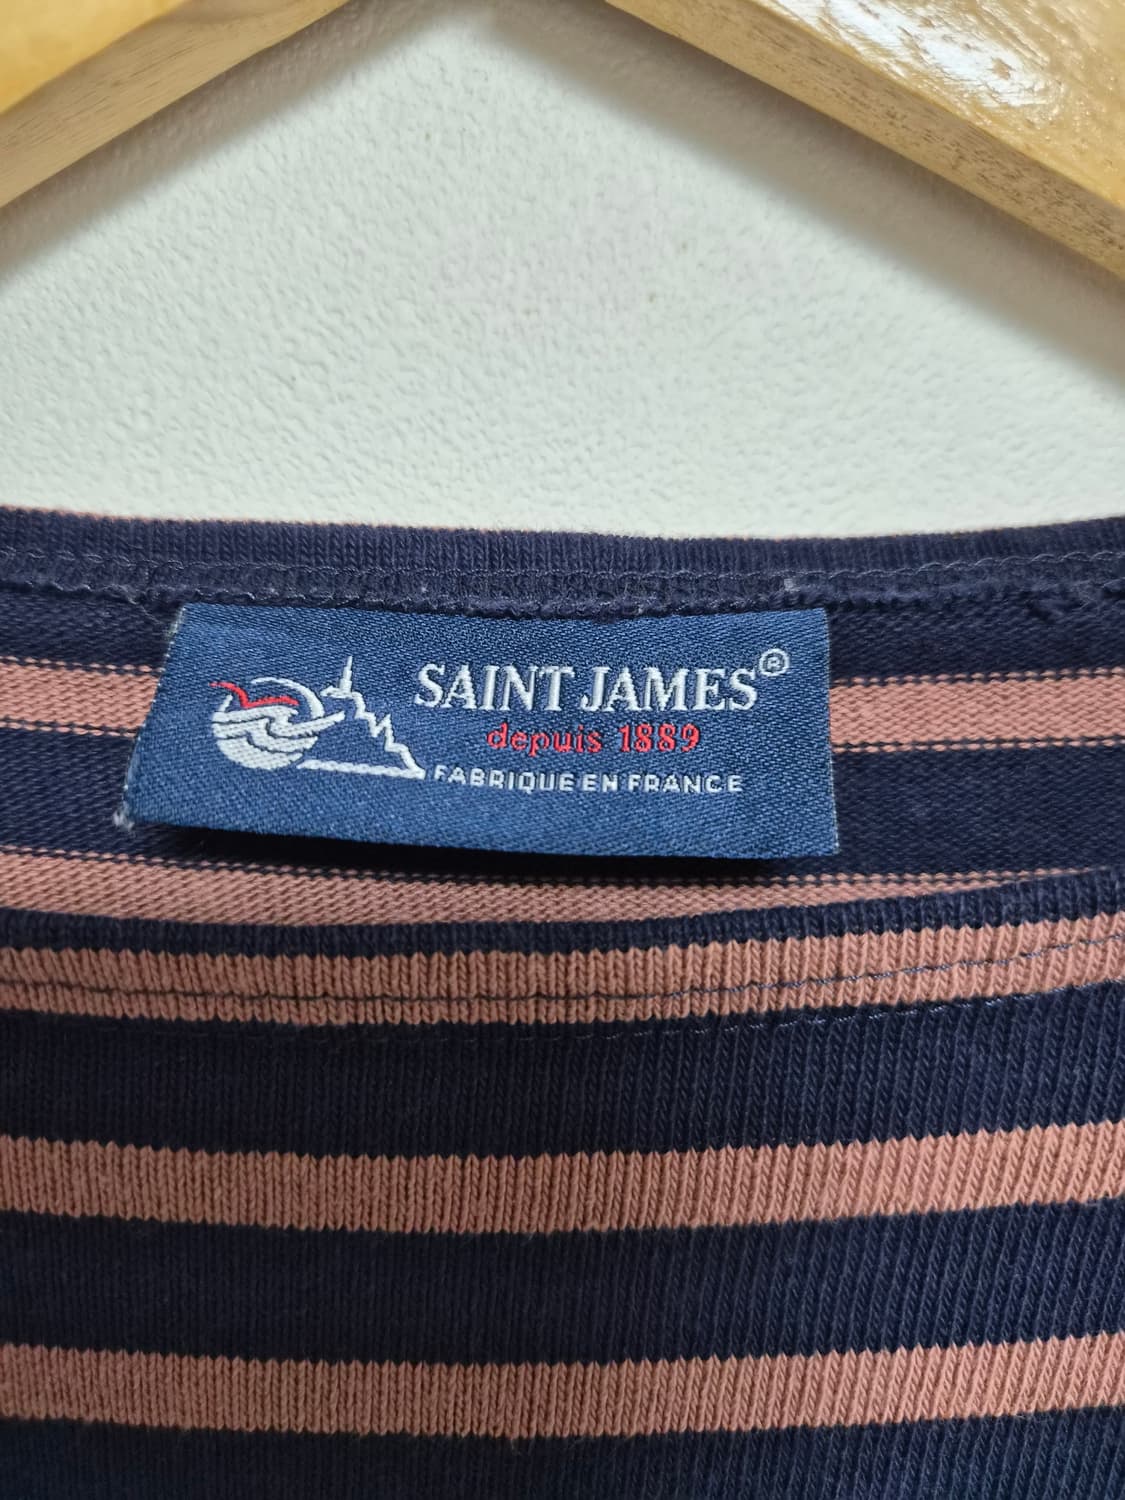 SAINT JAMES®
depuis 1889
FABRIQUE EN FRANCE